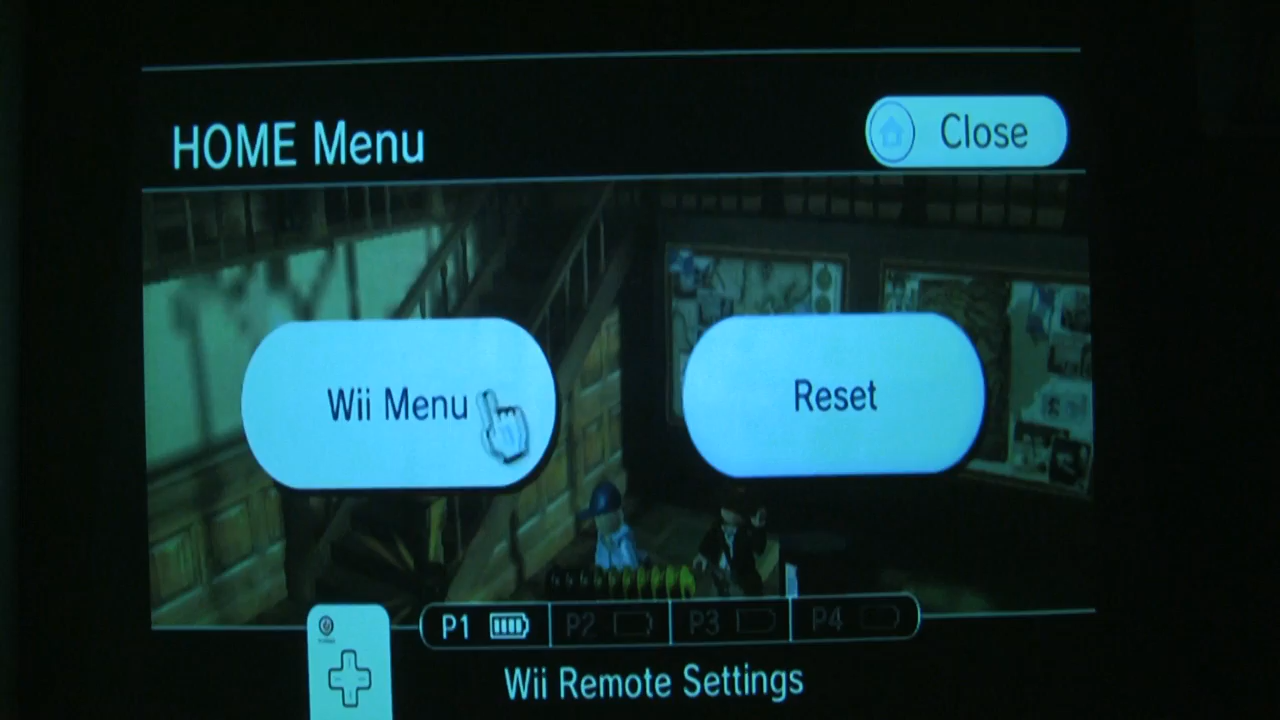 HOME Menu
Close
Wii Menu
Reset
P1 P2 P3 P4
Wii Remote Settings